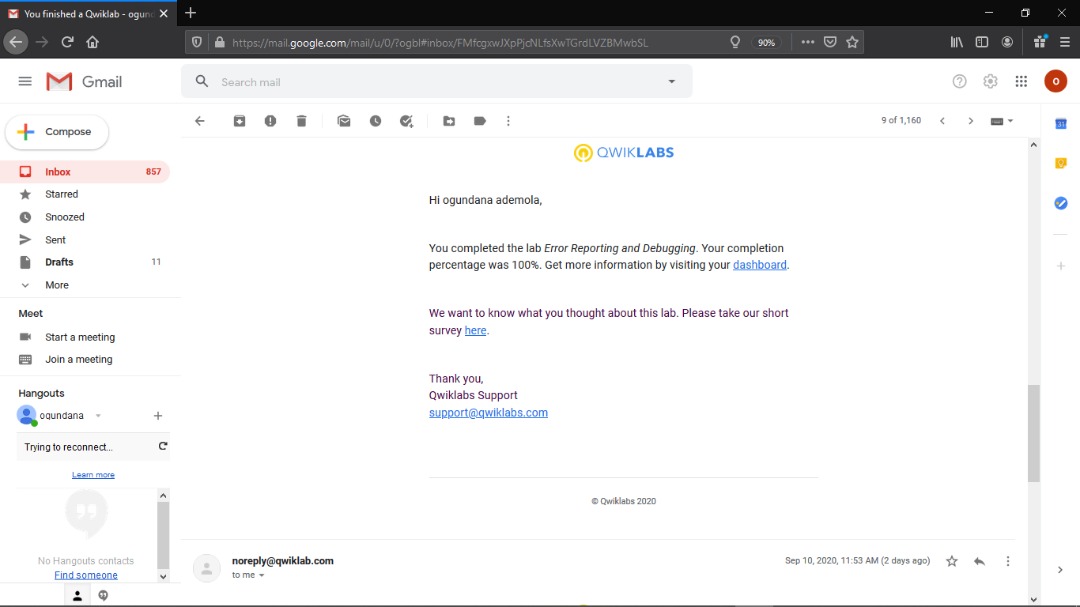 You finished a Qwiklab - ogund
https://mail.google.com/mail/u/0/?ogbl#inbox/FMfcgxwJXpPjcNLfsXwTGrdLVZBMwbSL
90%
Gmail
Search mail
O
Compose
9 of 1,160
Inbox 857
Starred
Snoozed
Sent
Drafts 11
More
Meet
Start a meeting
Join a meeting
Hangouts
ogundana
Trying to reconnect...
Learn more
No Hangouts contacts
Find someone
QWIKLABS
Hi ogundana ademola,
You completed the lab Error Reporting and Debugging. Your completion
percentage was 100%. Get more information by visiting your dashboard.
We want to know what you thought about this lab. Please take our short
survey here.
Thank you,
Qwiklabs Support
support@qwiklabs.com
© Qwiklabs 2020
noreply@qwiklab.com
Sep 10, 2020, 11:53 AM (2 days ago)
to me
31